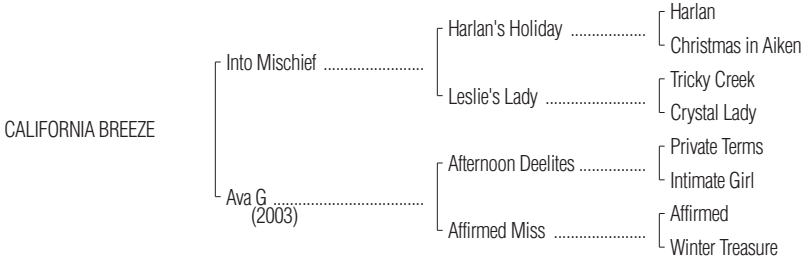 Harlan
Harlan's Holiday ....................
Christmas in Aiken
Into Mischief ..........................
Tricky Creek
Leslie's Lady ..........................
Crystal Lady
CALIFORNIA BREEZE
Private Terms
Afternoon Deelites .................
Intimate Girl
Ava G .......................................
(2003)
Affirmed
Affirmed Miss ........................
Winter Treasure